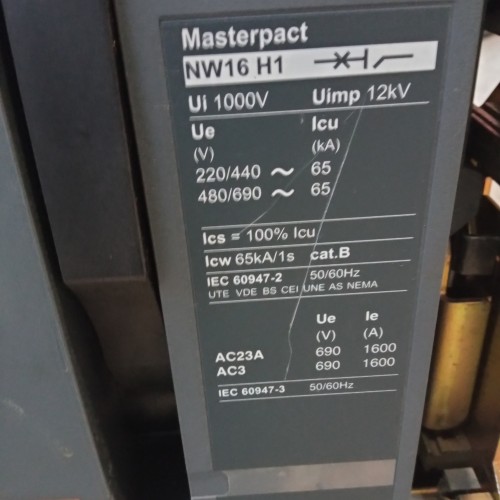 Masterpact
NW16 H1
Ui 1000V Uimp 12kV
Ue Icu
(V) (kA)
220/440 ~ 65
480/690 ~ 65
Ics = 100% Icu
Icw 65kA/1s cat.B
IEC 60947-2 50/60Hz
UTE VDE BS CEI UNE AS NEMA
Ue Ie
(V) (A)
AC23A 690 1600
AC3 690 1600
IEC 60947-3 50/60Hz